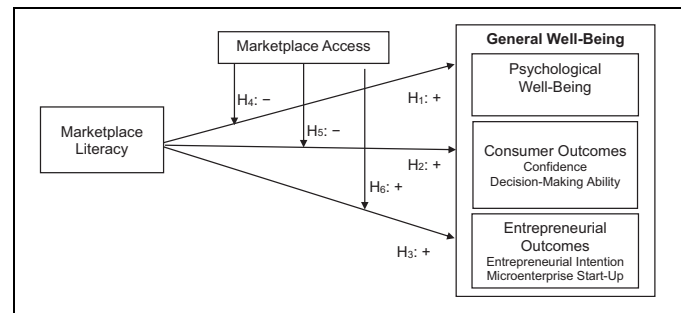 Marketplace Access
General Well-Being
Psychological
Well-Being
H₄: −
H₁: +
Marketplace
Literacy
H₅: −
H₂: +
Consumer Outcomes
Confidence
Decision-Making Ability
H₆: +
H₃: +
Entrepreneurial
Outcomes
Entrepreneurial Intention
Microenterprise Start-Up